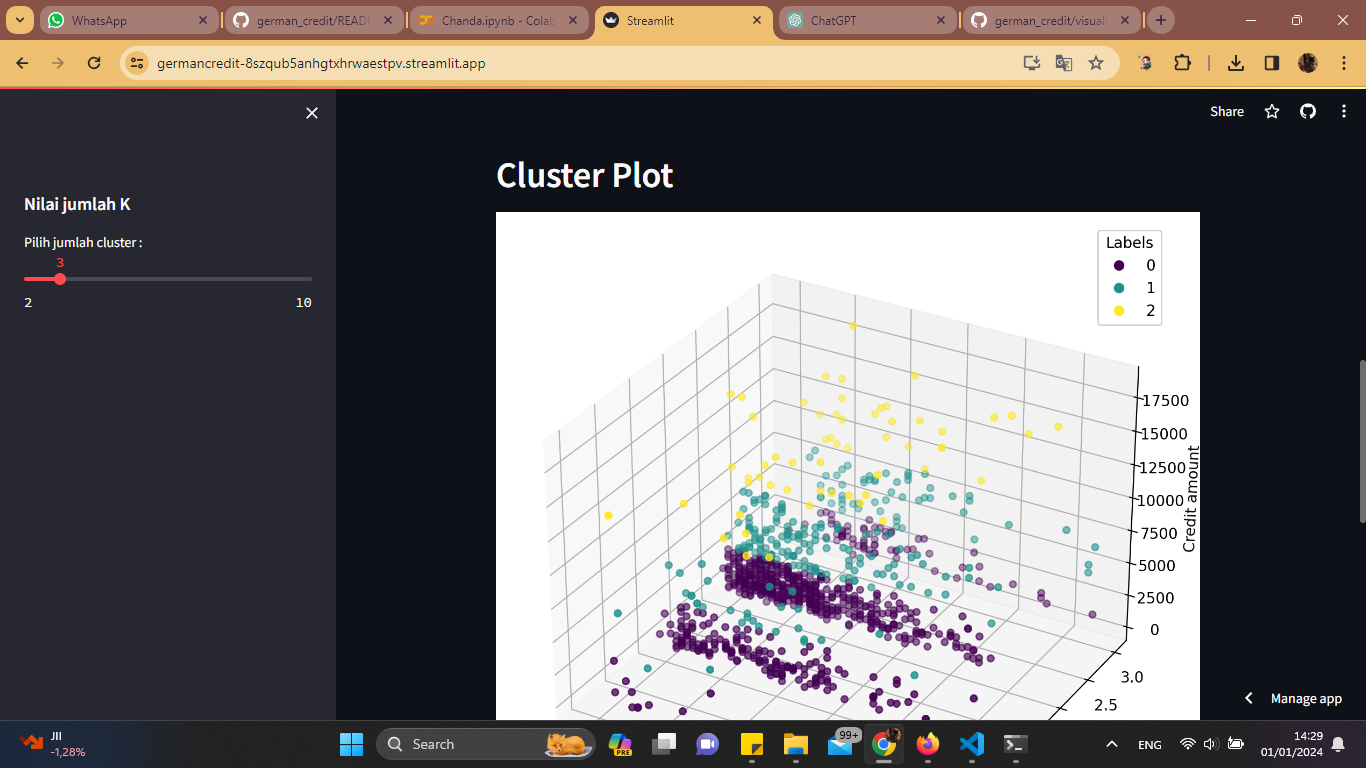 WhatsApp
german_credit/READ
Chanda.ipynb - Colab
Streamlit
ChatGPT
german_credit/visuali
germancredit-8szqub5anhgtxhrwaestpv.streamlit.app
Share
Nilai jumlah K
Pilih jumlah cluster :
3
2 10
Cluster Plot
Labels
0
1
2
17500
15000
12500
10000
7500
5000
2500
0
Credit amount
3.0
2.5
Manage app
JII
-1,28%
Search
PRE
99+
ENG
14:29
01/01/2024